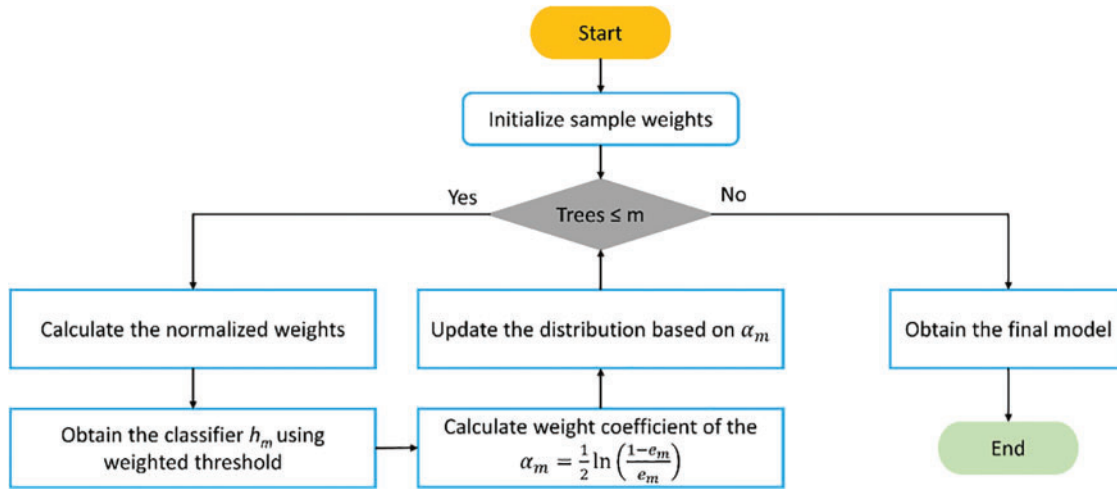 Start
Initialize sample weights
Trees ≤ m
Yes
No
Calculate the normalized weights
Update the distribution based on αₘ
Obtain the final model
Obtain the classifier hₘ using
weighted threshold
Calculate weight coefficient of the
αₘ = 1/2 ln ((1−eₘ)/eₘ)
End